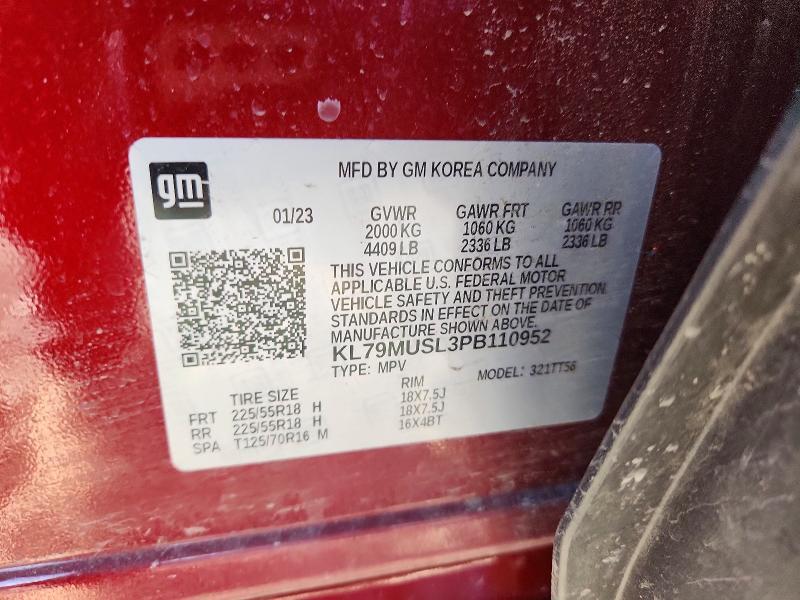 gm
MFD BY GM KOREA COMPANY
01/23 GVWR GAWR FRT GAWR RR
2000 KG 1060 KG 1060 KG
4409 LB 2336 LB 2336 LB
THIS VEHICLE CONFORMS TO ALL
APPLICABLE U.S. FEDERAL MOTOR
VEHICLE SAFETY AND THEFT PREVENTION
STANDARDS IN EFFECT ON THE DATE OF
MANUFACTURE SHOWN ABOVE.
KL79MUSL3PB110952
TYPE: MPV MODEL: 321TT56
TIRE SIZE RIM
FRT 225/55R18 H 18X7.5J
RR 225/55R18 H 18X7.5J
SPA T125/70R16 M 16X4BT